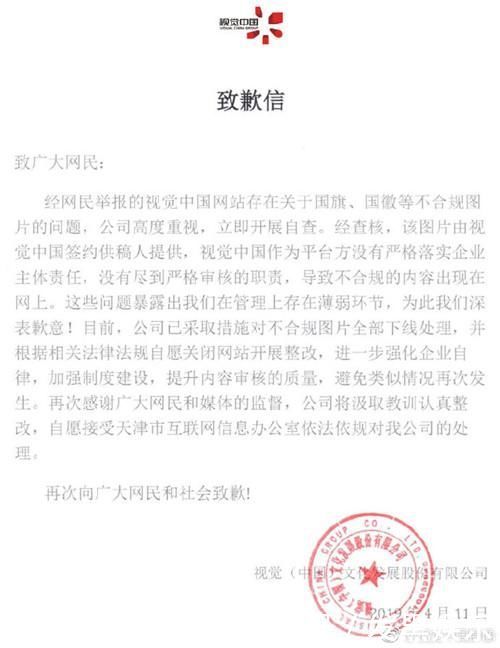 视觉中国
VISUAL CHINA GROUP
致歉信
致广大网民：
经网民举报的视觉中国网站存在关于国旗、国徽等不合规图
片的问题，公司高度重视，立即开展自查。经查核，该图片由视
觉中国签约供稿人提供，视觉中国作为平台方没有严格落实企业
主体责任，没有尽到严格审核的职责，导致不合规的内容出现在
网上。这些问题暴露出我们在管理上存在薄弱环节，为此我们深
表歉意！目前，公司已采取措施对不合规图片全部下线处理，并
根据相关法律法规自愿关闭网站开展整改，进一步强化企业自
律，加强制度建设，提升内容审核的质量，避免类似情况再次发
生。再次感谢广大网民和媒体的监督，公司将汲取教训认真整
改，自愿接受天津市互联网信息办公室依法依规对我公司的处
理。
再次向广大网民和社会致歉!
视觉（中国）文化发展股份有限公司
2019 年 4 月 11 日